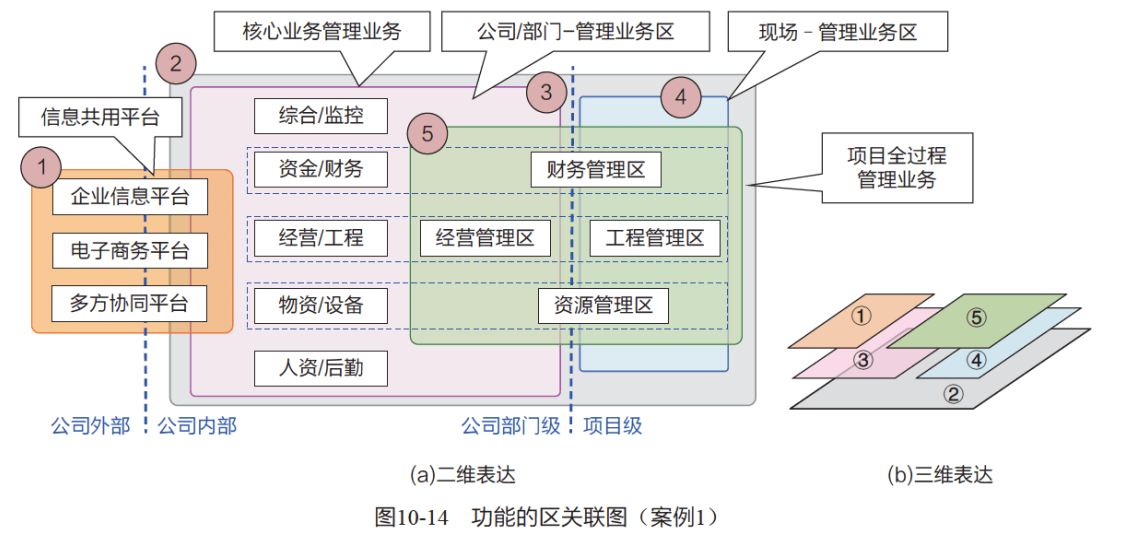 核心业务管理业务
公司/部门-管理业务区
现场-管理业务区
②
③
④
信息共用平台
综合/监控
⑤
①
资金/财务
财务管理区
项目全过程
管理业务
企业信息平台
电子商务平台
多方协同平台
经营/工程
经营管理区
工程管理区
物资/设备
资源管理区
人资/后勤
公司外部
公司内部
公司部门级
项目级
①
⑤
③
④
②
(a)二维表达
(b)三维表达
图10-14 功能的区关联图（案例1）